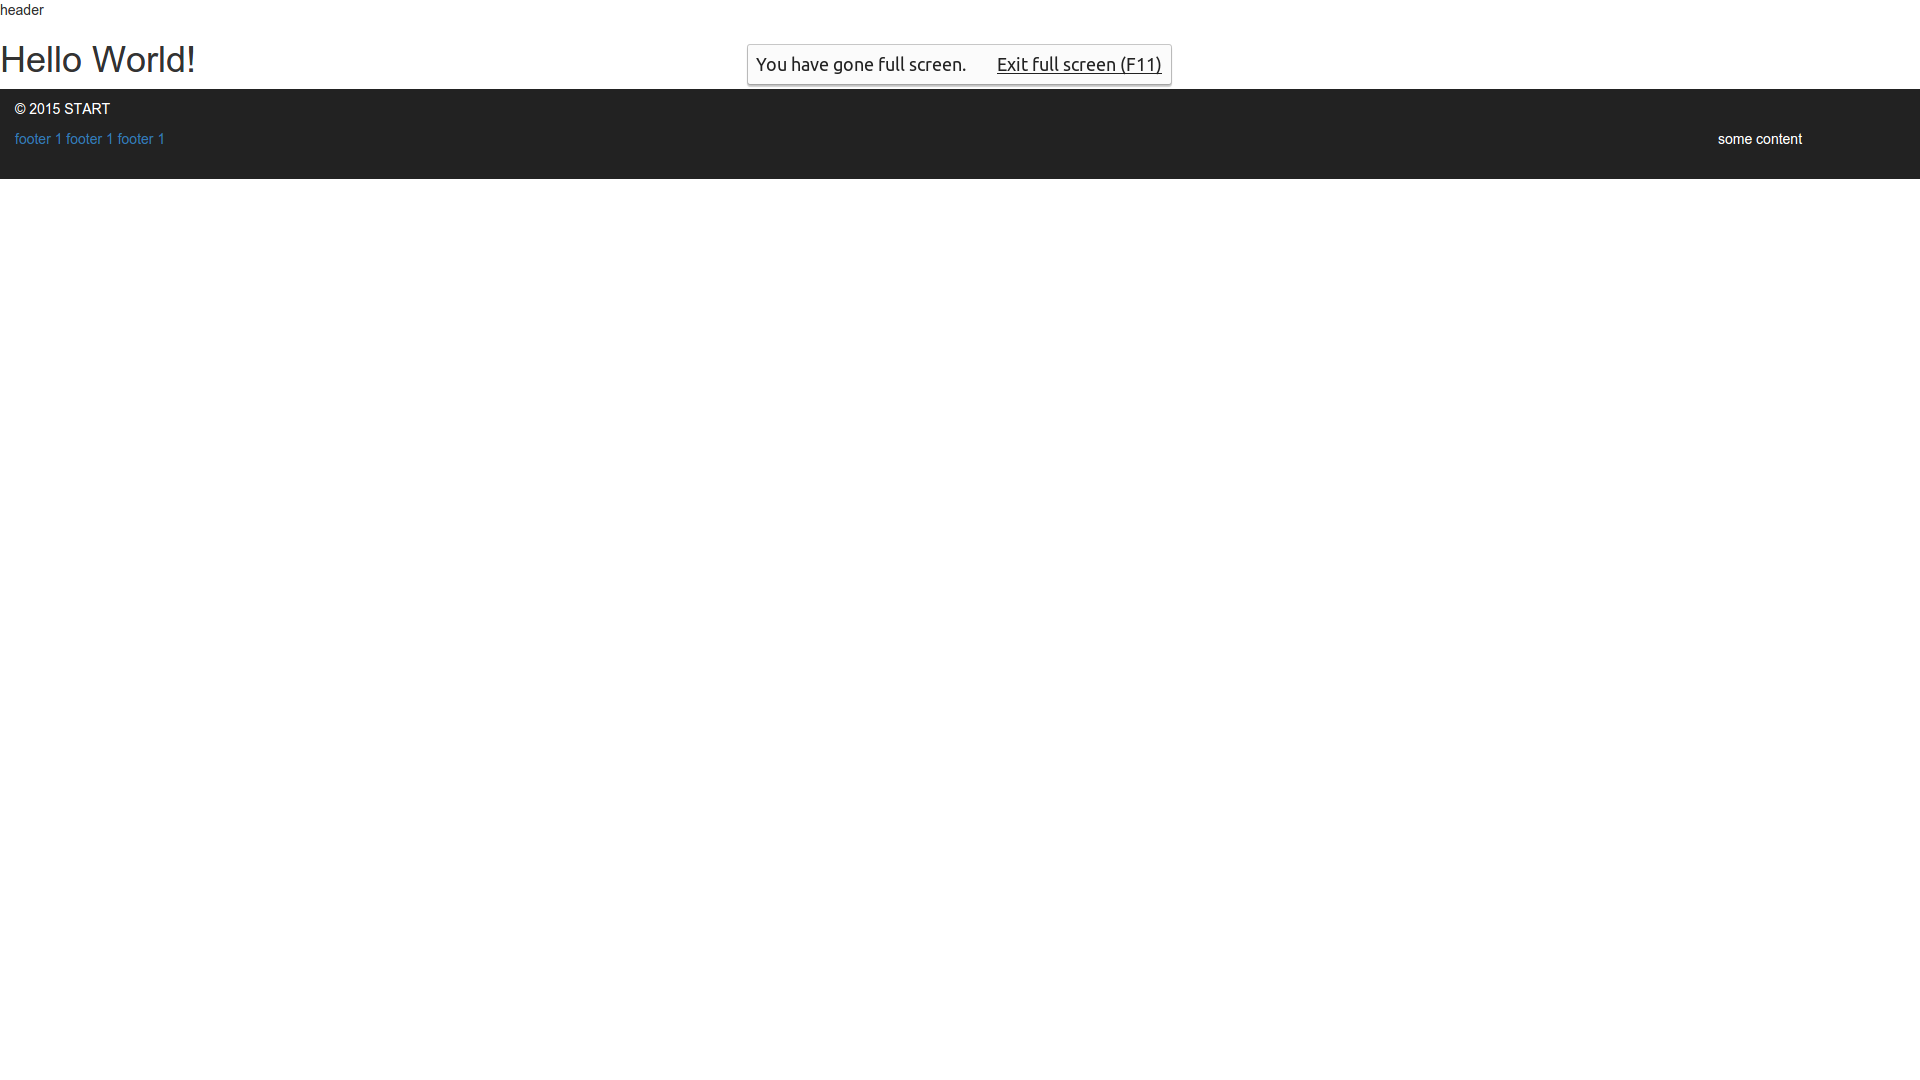 header
Hello World!
You have gone full screen. Exit full screen (F11)
© 2015 START
footer 1 footer 1 footer 1
some content